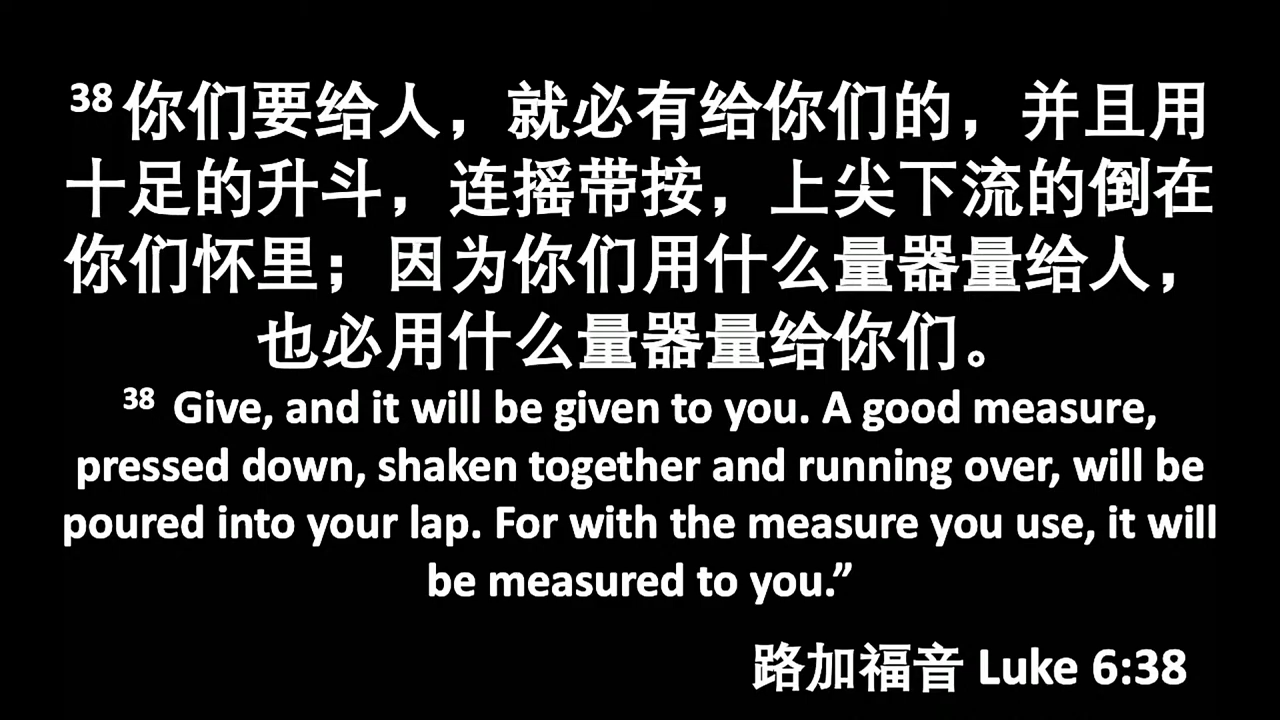 38 你们要给人，就必有给你们的，并且用
十足的升斗，连摇带按，上尖下流的倒在
你们怀里；因为你们用什么量器量给人，
也必用什么量器量给你们。
38 Give, and it will be given to you. A good measure,
pressed down, shaken together and running over, will be
poured into your lap. For with the measure you use, it will
be measured to you.”
路加福音 Luke 6:38